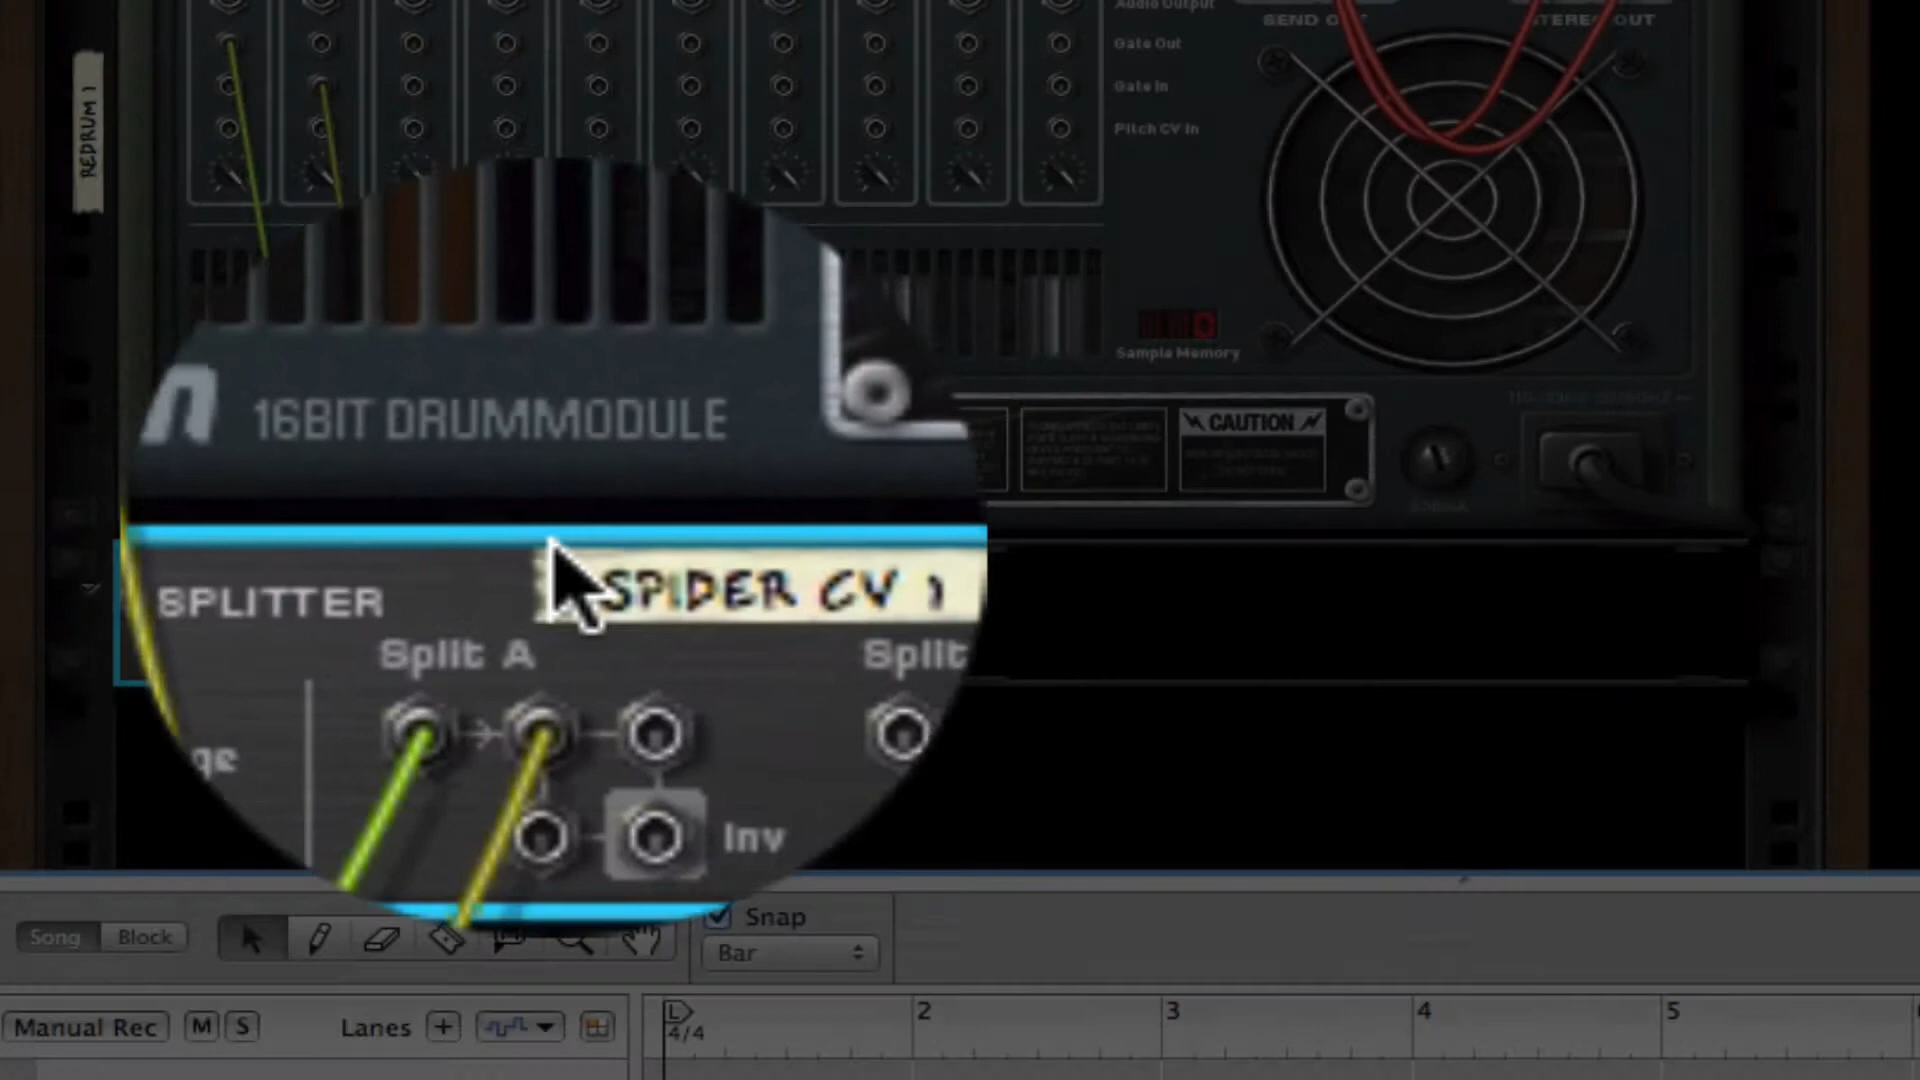 Audio Output
SEND O
STEREO OUT
Gate Out
Gate In
Pitch CV In
REDRUM 1
Sample Memory
16BIT DRUMMODULE
CAUTION
SPLITTER
SPIDER CV 1
Split A
Split
ge
Inv
Song
Block
Snap
Bar
Manual Rec
M
S
Lanes
+
L
4/4
2
3
4
5